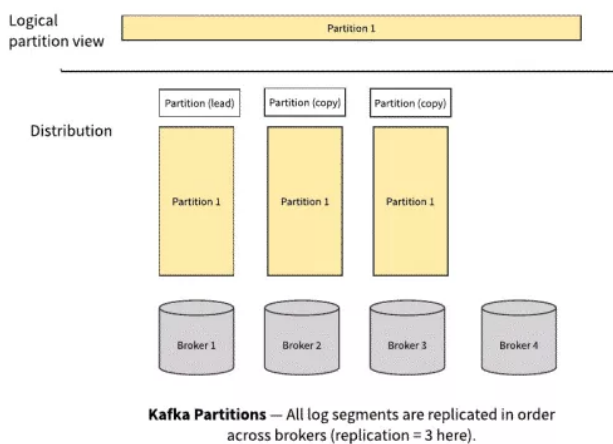 Logical
partition view
Partition 1
Partition (lead)
Partition (copy)
Partition (copy)
Distribution
Partition 1
Partition 1
Partition 1
Broker 1
Broker 2
Broker 3
Broker 4
Kafka Partitions — All log segments are replicated in order
across brokers (replication = 3 here).